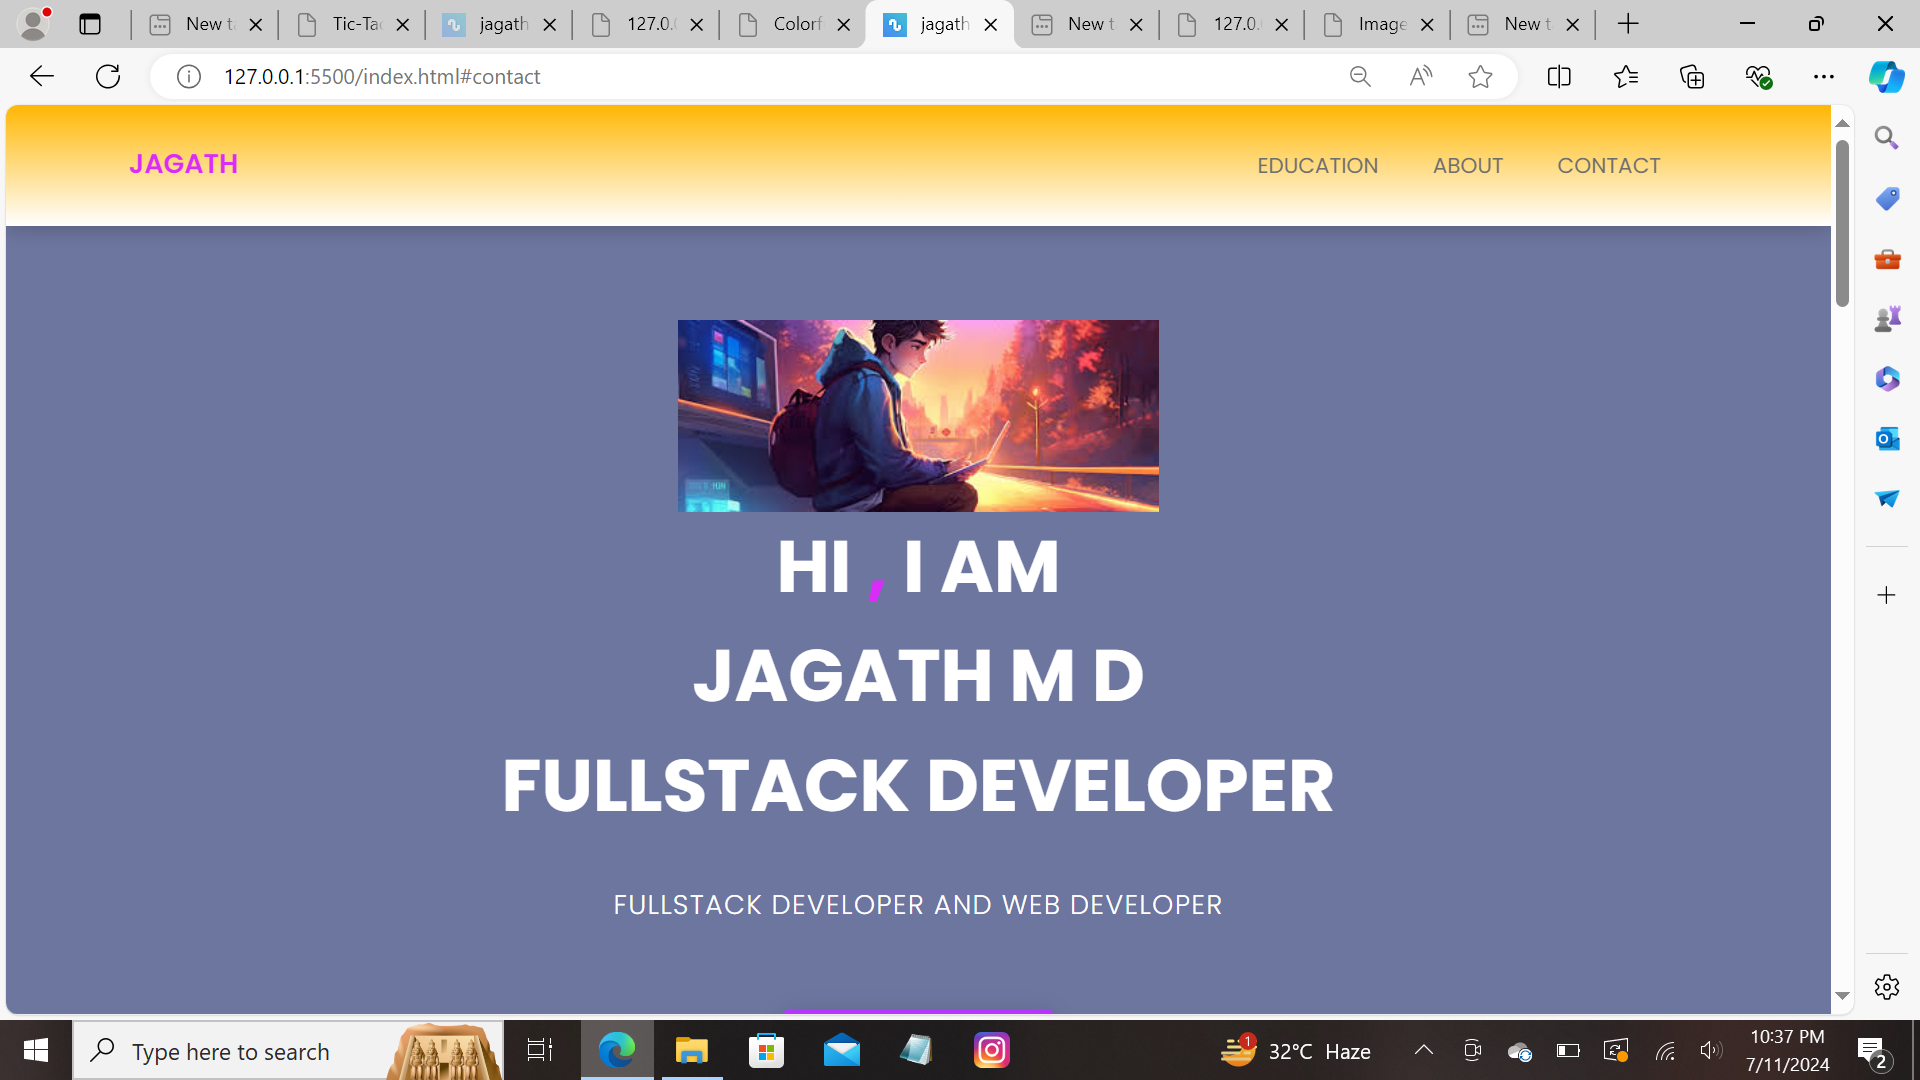 New t
Tic-Tac
jagath
127.0.
Colorf
jagath
New t
127.0.
Image
New t
127.0.0.1:5500/index.html#contact
JAGATH
EDUCATION ABOUT CONTACT
HI , I AM
JAGATH M D
FULLSTACK DEVELOPER
FULLSTACK DEVELOPER AND WEB DEVELOPER
Type here to search
1
32°C Haze
10:37 PM
7/11/2024
2